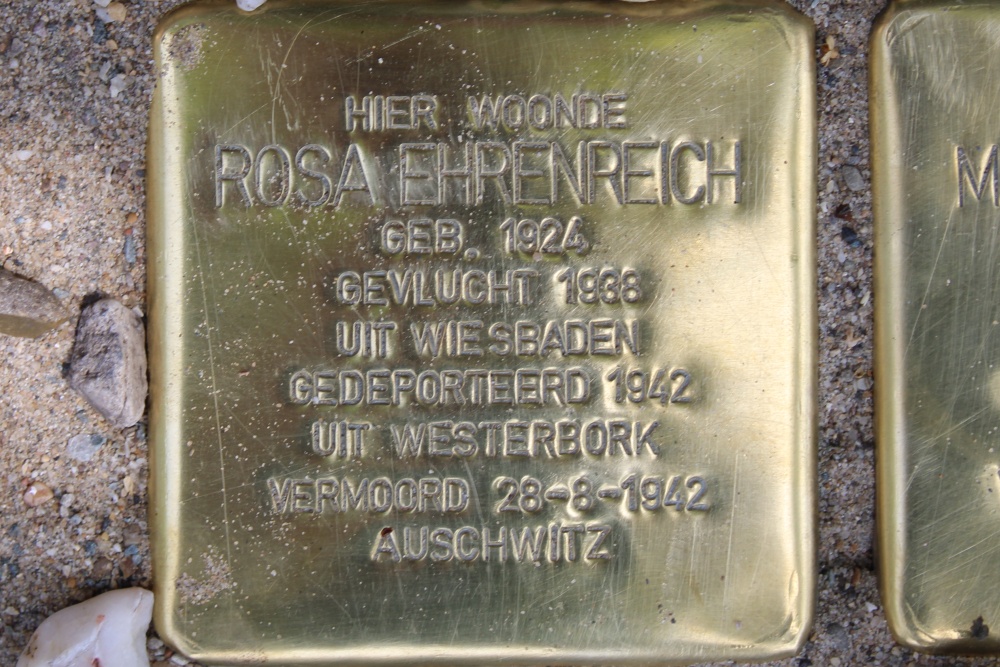 HIER WOONDE
ROSA EHRENREICH
GEB. 1924
GEVLUCHT 1938
UIT WIESBADEN
GEDEPORTEERD 1942
UIT WESTERBORK
VERMOORD 28-8-1942
AUSCHWITZ
M